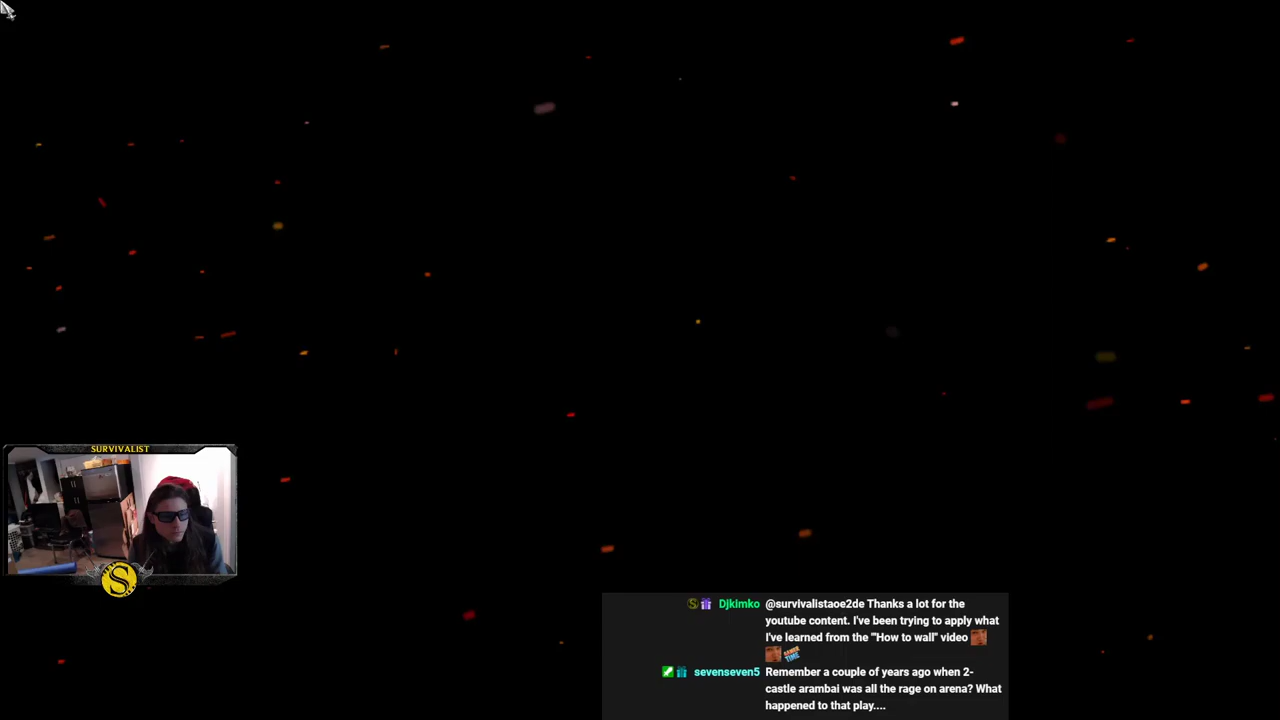 SURVIVALIST
S
Djkimko @survivalistaoe2de Thanks a lot for the
youtube content. I've been trying to apply what
I've learned from the "'How to wall" video
sevenseven5 Remember a couple of years ago when 2-
castle arambai was all the rage on arena? What
happened to that play....